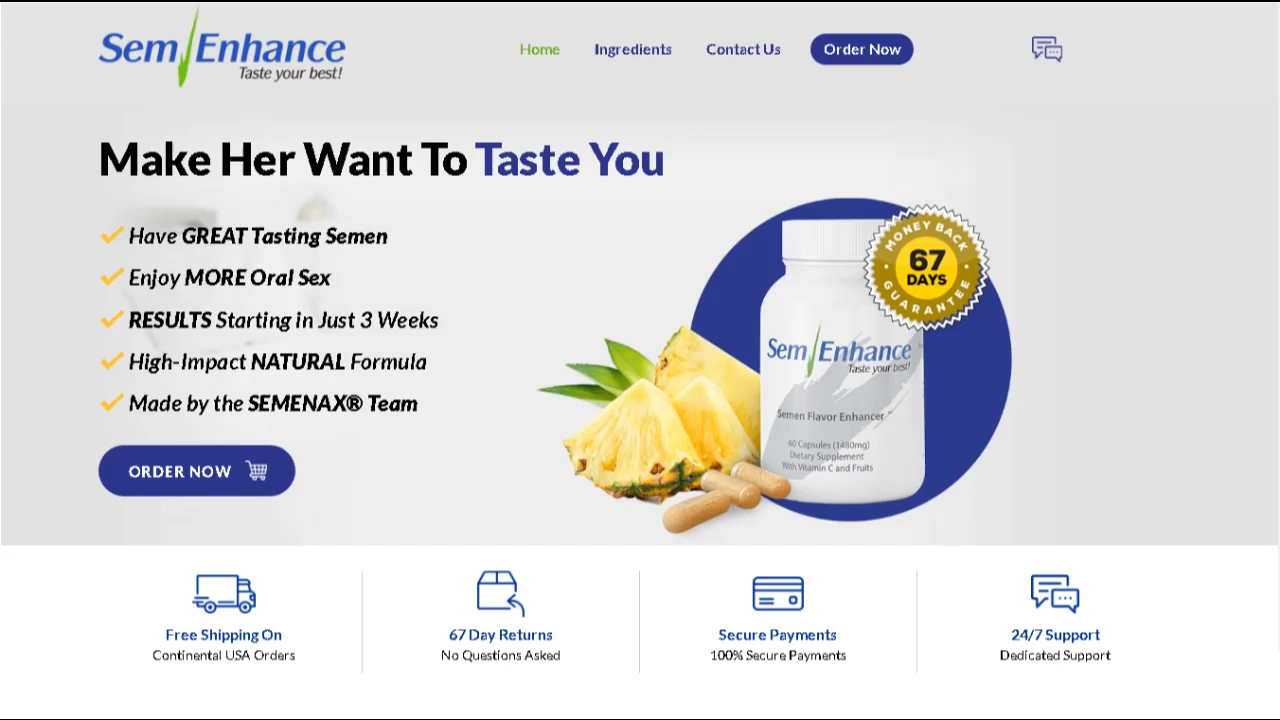 Sem Enhance
Taste your best!
Home
Ingredients
Contact Us
Order Now
Make Her Want To Taste You
Have GREAT Tasting Semen
Enjoy MORE Oral Sex
RESULTS Starting in Just 3 Weeks
High-Impact NATURAL Formula
Made by the SEMENAX® Team
ORDER NOW
MONEY BACK
67
DAYS
GUARANTEE
Sem Enhance
Taste your best!
Semen Flavor Enhancer
60 Capsules (1480mg)
Dietary Supplement
With Vitamin C and Fruits
Free Shipping On
Continental USA Orders
67 Day Returns
No Questions Asked
Secure Payments
100% Secure Payments
24/7 Support
Dedicated Support